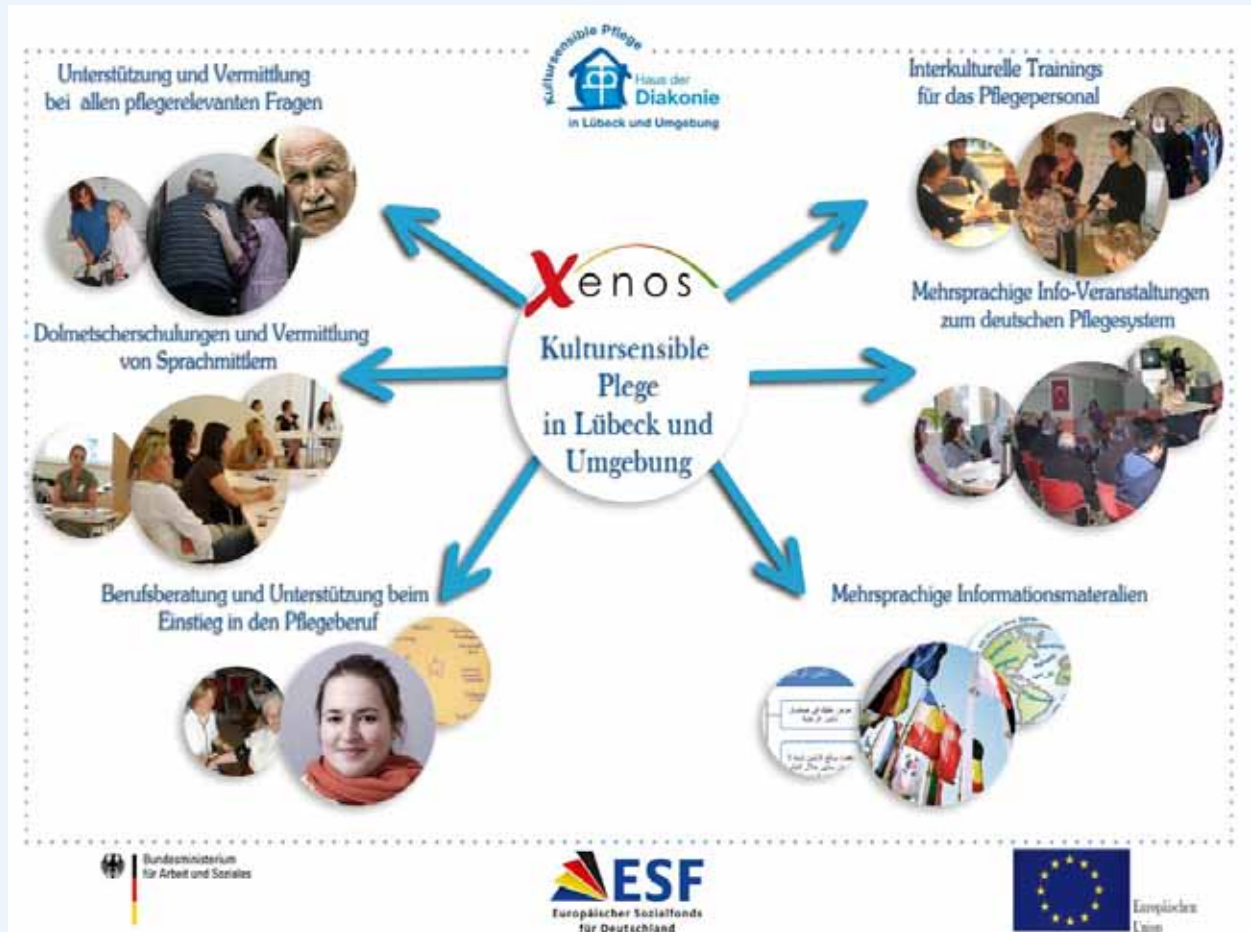 Kultursensible Pflege
Haus der
Diakonie
in Lübeck und Umgebung
Unterstützung und Vermittlung
bei allen pflegerelevanten Fragen
Interkulturelle Trainings
für das Pflegepersonal
Xenos
Kultursensible
Plege
in Lübeck und
Umgebung
Dolmetscherschulungen und Vermittlung
von Sprachmittlern
Mehrsprachige Info-Veranstaltungen
zum deutschen Pflegesystem
Berufsberatung und Unterstützung beim
Einstieg in den Pflegeberuf
Mehrsprachige Informationsmateralien
Bundesministerium
für Arbeit und Soziales
ESF
Europäischer Sozialfonds
für Deutschland
Europäischen
Union